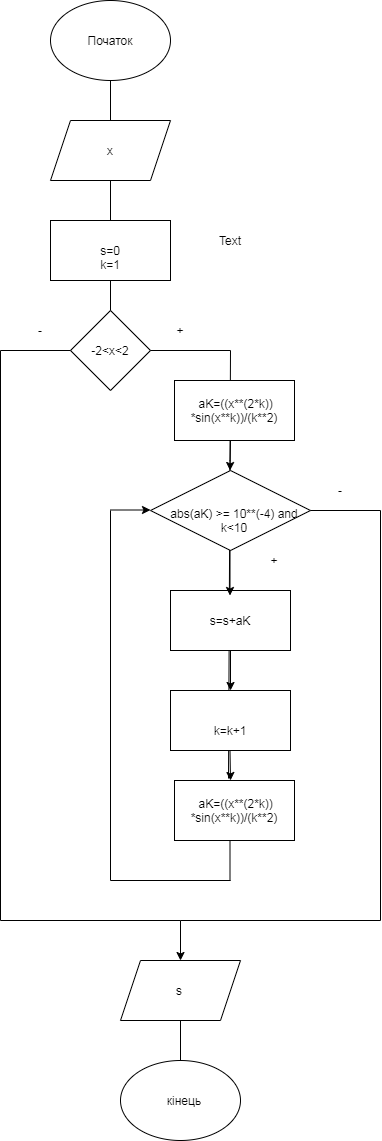 Початок
x
s=0
k=1
Text
-
+
-2<x<2
aK=((x**(2*k))
*sin(x**k))/(k**2)
-
abs(aK) >= 10**(-4) and
k<10
+
s=s+aK
k=k+1
aK=((x**(2*k))
*sin(x**k))/(k**2)
s
кінець